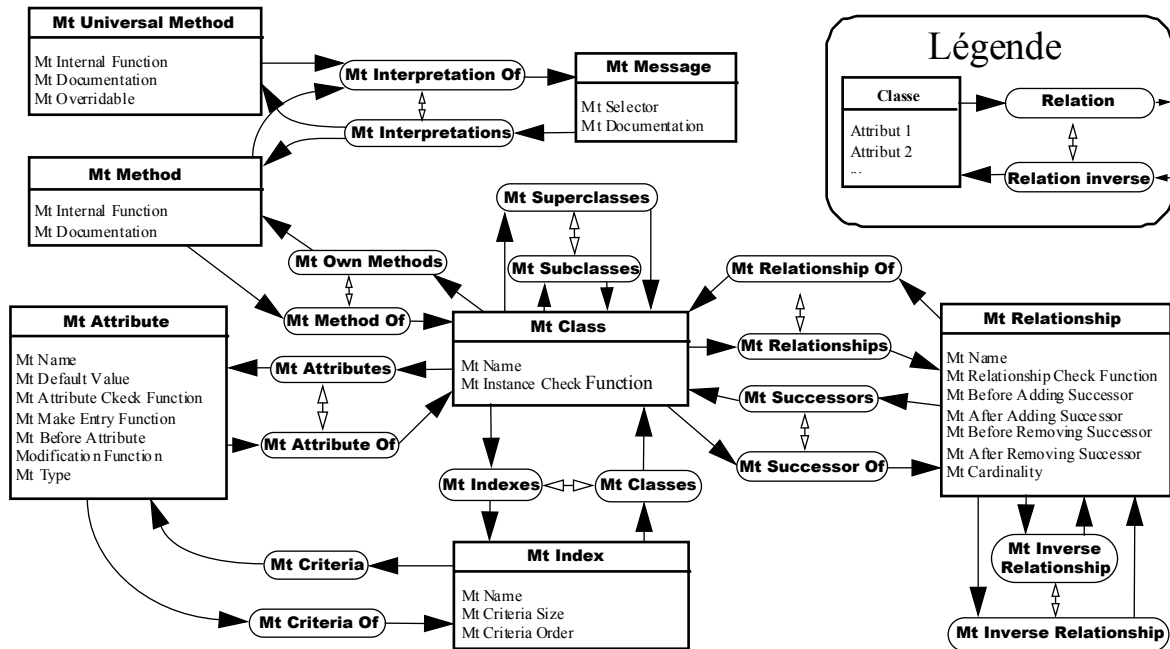 Mt Universal Method
Mt Internal Function
Mt Documentation
Mt Overridable
Mt Interpretation Of
Mt Interpretations
Mt Message
Mt Selector
Mt Documentation
Légende
Classe
Attribut 1
Attribut 2
...
Relation
Relation inverse
Mt Method
Mt Internal Function
Mt Documentation
Mt Superclasses
Mt Subclasses
Mt Own Methods
Mt Method Of
Mt Relationship Of
Mt Relationships
Mt Attribute
Mt Name
Mt Default Value
Mt Attribute Ckeck Function
Mt Make Entry Function
Mt Before Attribute
Modification Function
Mt Type
Mt Attributes
Mt Attribute Of
Mt Class
Mt Name
Mt Instance Check Function
Mt Successors
Mt Successor Of
Mt Relationship
Mt Name
Mt Relationship Check Function
Mt Before Adding Successor
Mt After Adding Successor
Mt Before Removing Successor
Mt After Removing Successor
Mt Cardinality
Mt Indexes
Mt Classes
Mt Criteria
Mt Criteria Of
Mt Index
Mt Name
Mt Criteria Size
Mt Criteria Order
Mt Inverse
Relationship
Mt Inverse Relationship